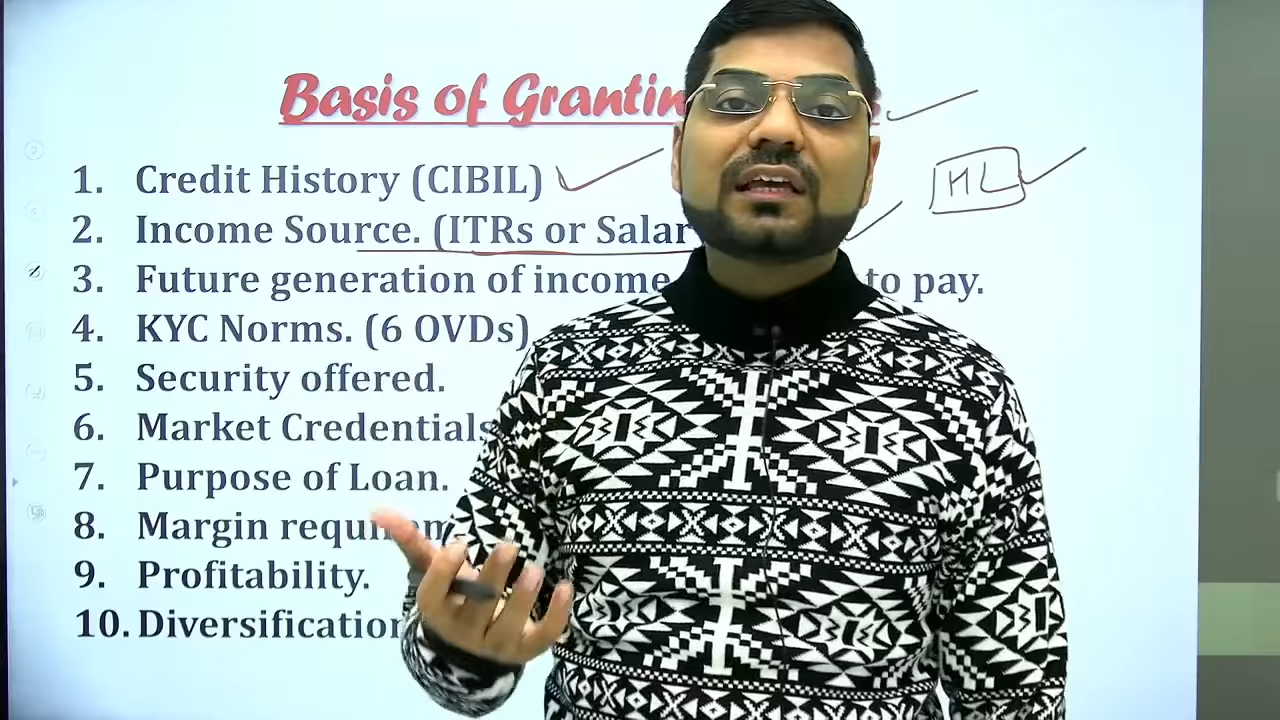 Basis of Grantin
1. Credit History (CIBIL)
HL
2. Income Source. (ITRs or Salar
3. Future generation of income to pay.
4. KYC Norms. (6 OVDs)
5. Security offered.
6. Market Credentials
7. Purpose of Loan.
8. Margin requirem
9. Profitability.
10. Diversification